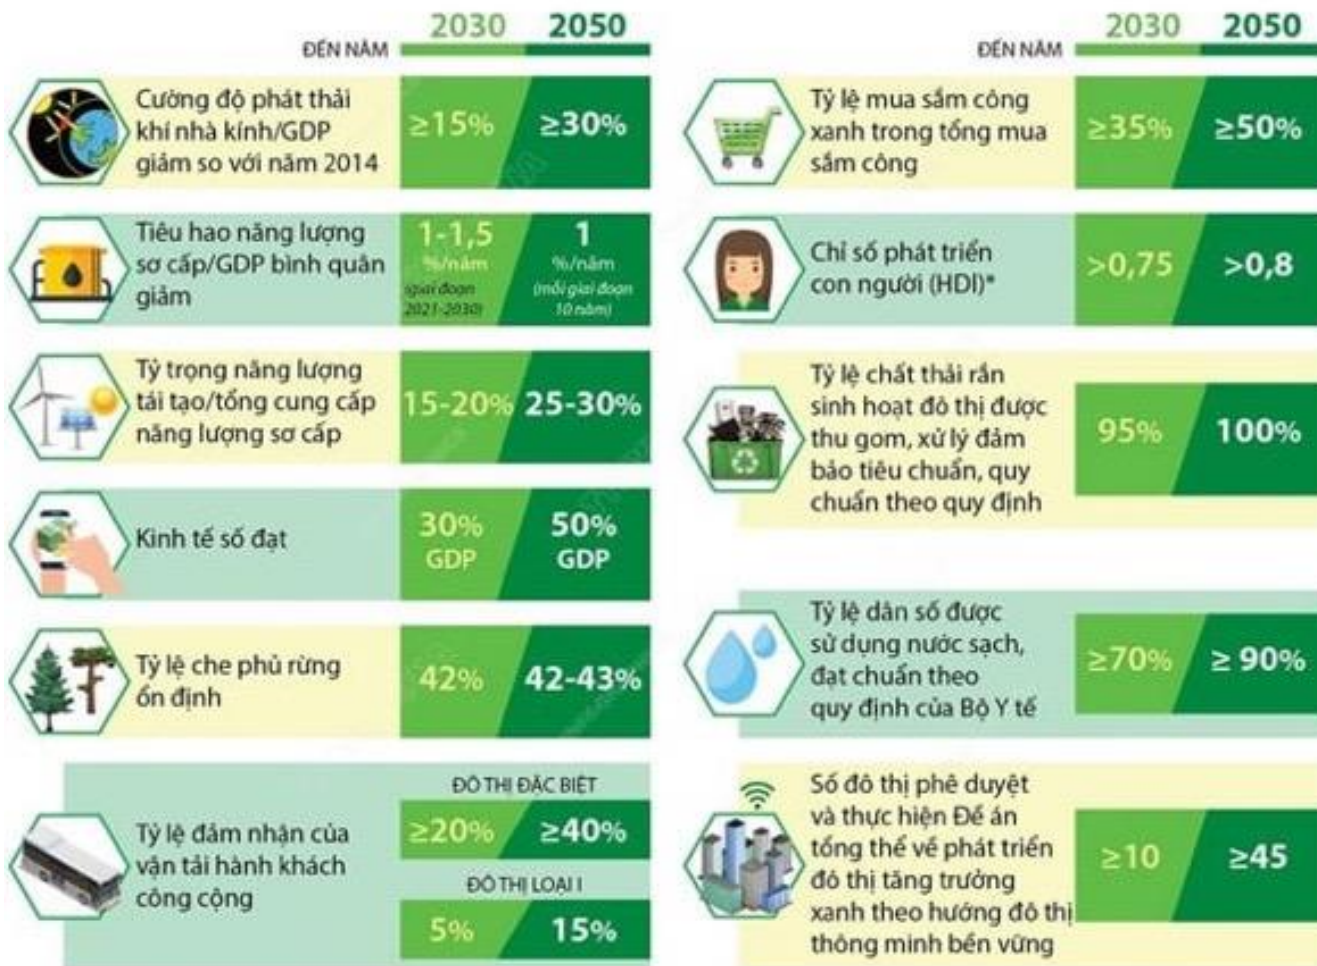 2030 2050
ĐẾN NĂM
Cường độ phát thải
khí nhà kính/GDP
giảm so với năm 2014
≥15% ≥30%
Tiêu hao năng lượng
sơ cấp/GDP bình quân
giảm
1-1,5
%/năm
(giai đoạn
2021-2030)
1
%/năm
(mỗi giai đoạn
10 năm)
Tỷ trọng năng lượng
tái tạo/tổng cung cấp
năng lượng sơ cấp
15-20% 25-30%
Kinh tế số đạt
30%
GDP
50%
GDP
Tỷ lệ che phủ rừng
ổn định
42% 42-43%
Tỷ lệ đảm nhận của
vận tải hành khách
công cộng
ĐÔ THỊ ĐẶC BIỆT
≥20% ≥40%
ĐÔ THỊ LOẠI I
5% 15%
2030 2050
ĐẾN NĂM
Tỷ lệ mua sắm công
xanh trong tổng mua
sắm công
≥35% ≥50%
Chỉ số phát triển
con người (HDI)*
>0,75 >0,8
Tỷ lệ chất thải rắn
sinh hoạt đô thị được
thu gom, xử lý đảm
bảo tiêu chuẩn, quy
chuẩn theo quy định
95% 100%
Tỷ lệ dân số được
sử dụng nước sạch,
đạt chuẩn theo
quy định của Bộ Y tế
≥70% ≥ 90%
Số đô thị phê duyệt
và thực hiện Đề án
tổng thể về phát triển
đô thị tăng trưởng
xanh theo hướng đô thị
thông minh bền vững
≥10 ≥45